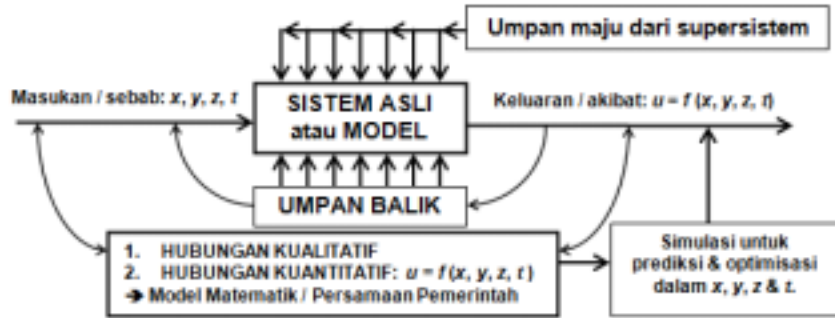 Umpan maju dari supersistem
Masukan / sebab: x, y, z, t
SISTEM ASLI
atau MODEL
Keluaran / akibat: u = f (x, y, z, t)
UMPAN BALIK
1. HUBUNGAN KUALITATIF
2. HUBUNGAN KUANTITATIF: u = f (x, y, z, t )
➔ Model Matematik / Persamaan Pemerintah
Simulasi untuk
prediksi & optimisasi
dalam x, y, z & t.